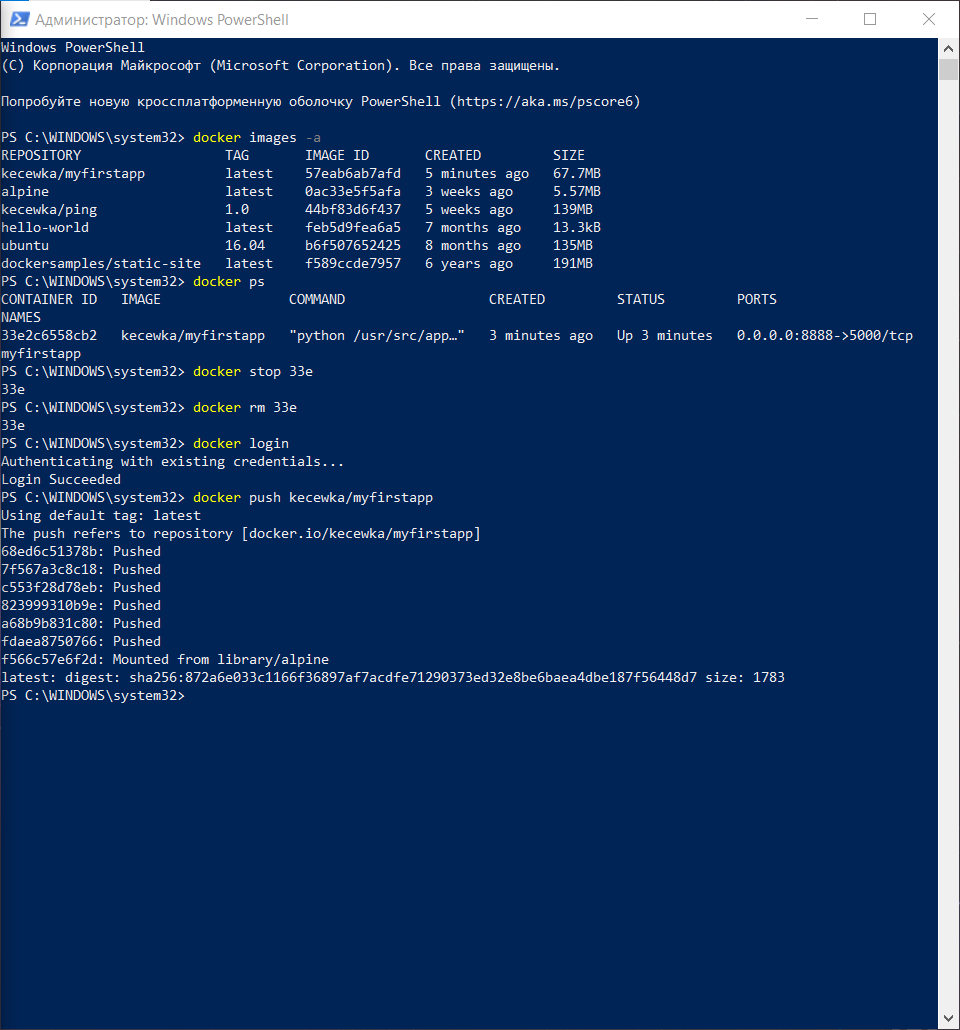 Администратор: Windows PowerShell
Windows PowerShell
(C) Корпорация Майкрософт (Microsoft Corporation). Все права защищены.
Попробуйте новую кроссплатформенную оболочку PowerShell (https://aka.ms/pscore6)
PS C:\WINDOWS\system32> docker images -a
REPOSITORY                  TAG       IMAGE ID       CREATED         SIZE
kecewka/myfirstapp          latest    57eab6ab7afd   5 minutes ago   67.7MB
alpine                      latest    0ac33e5f5afa   3 weeks ago     5.57MB
kecewka/ping                1.0       44bf83d6f437   5 weeks ago     139MB
hello-world                 latest    feb5d9fea6a5   7 months ago    13.3kB
ubuntu                      16.04     b6f507652425   8 months ago    135MB
dockersamples/static-site   latest    f589ccde7957   6 years ago     191MB
PS C:\WINDOWS\system32> docker ps
CONTAINER ID   IMAGE                COMMAND                  CREATED         STATUS         PORTS
NAMES
33e2c6558cb2   kecewka/myfirstapp   "python /usr/src/app…"   3 minutes ago   Up 3 minutes   0.0.0.0:8888->5000/tcp
myfirstapp
PS C:\WINDOWS\system32> docker stop 33e
33e
PS C:\WINDOWS\system32> docker rm 33e
33e
PS C:\WINDOWS\system32> docker login
Authenticating with existing credentials...
Login Succeeded
PS C:\WINDOWS\system32> docker push kecewka/myfirstapp
Using default tag: latest
The push refers to repository [docker.io/kecewka/myfirstapp]
68ed6c51378b: Pushed
7f567a3c8c18: Pushed
c553f28d78eb: Pushed
823999310b9e: Pushed
a68b9b831c80: Pushed
fdaea8750766: Pushed
f566c57e6f2d: Mounted from library/alpine
latest: digest: sha256:872a6e033c1166f36897af7acdfe71290373ed32e8be6baea4dbe187f56448d7 size: 1783
PS C:\WINDOWS\system32>